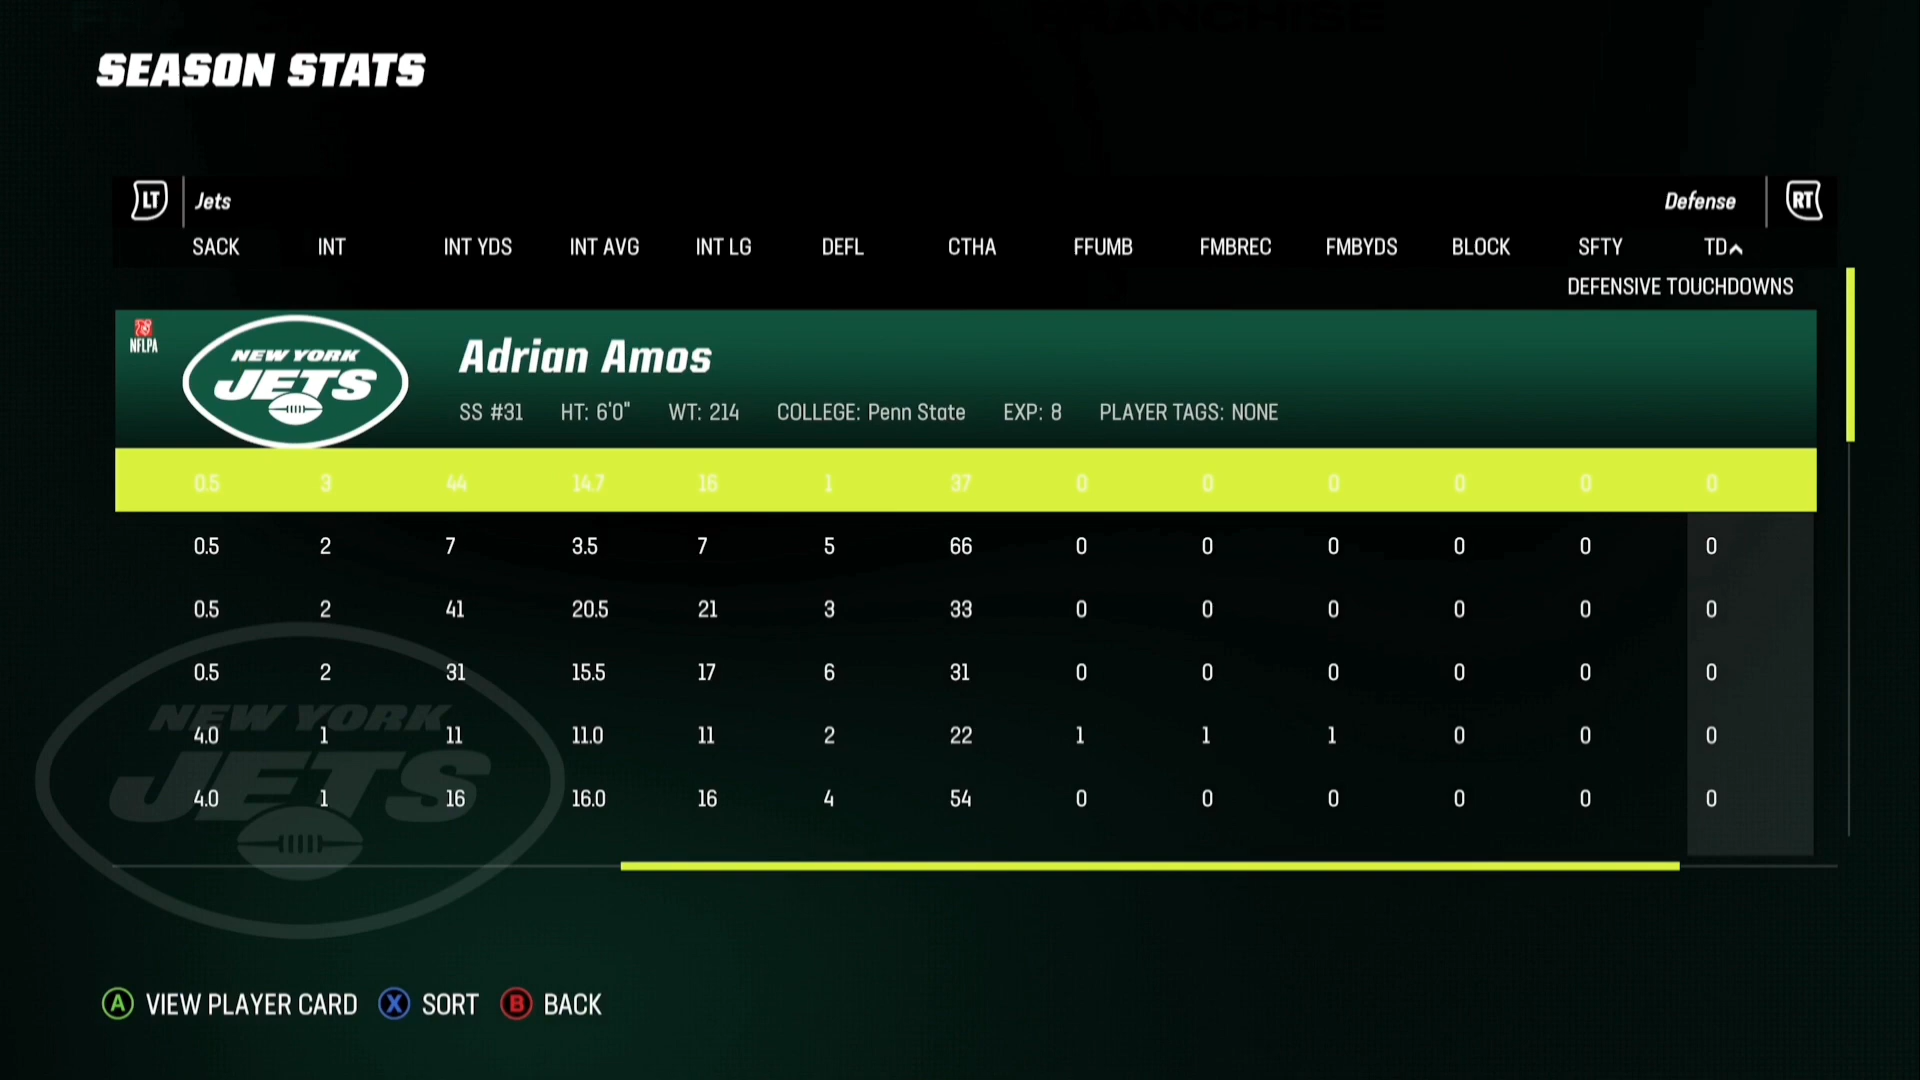 SEASON STATS
LT Jets Defense RT
SACK INT INT YDS INT AVG INT LG DEFL CTHA FFUMB FMBREC FMBYDS BLOCK SFTY TD
DEFENSIVE TOUCHDOWNS
NFLPA
NEW YORK
JETS
Adrian Amos
SS #31 HT: 6'0" WT: 214 COLLEGE: Penn State EXP: 8 PLAYER TAGS: NONE
0.5 3 44 14.7 16 1 37 0 0 0 0 0 0
0.5 2 7 3.5 7 5 66 0 0 0 0 0 0
0.5 2 41 20.5 21 3 33 0 0 0 0 0 0
0.5 2 31 15.5 17 6 31 0 0 0 0 0 0
NEW YORK
4.0 1 11 11.0 11 2 22 1 1 1 0 0 0
JETS
4.0 1 16 16.0 16 4 54 0 0 0 0 0 0
A VIEW PLAYER CARD X SORT B BACK